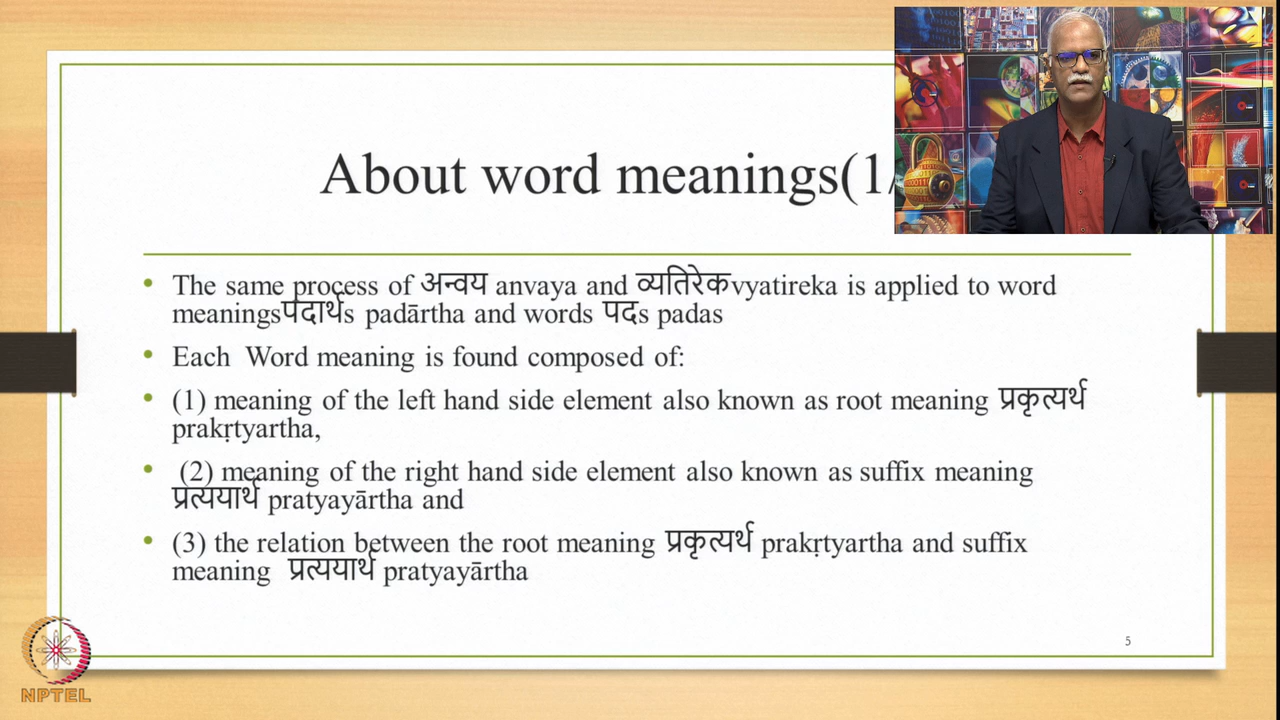 About word meanings(1/
• The same process of अन्वय anvaya and व्यतिरेकvyatireka is applied to word
meaningsपदार्थs padārtha and words पदs padas
• Each Word meaning is found composed of:
• (1) meaning of the left hand side element also known as root meaning प्रकृत्यर्थ
prakṛtyartha,
• (2) meaning of the right hand side element also known as suffix meaning
प्रत्ययार्थ pratyayārtha and
• (3) the relation between the root meaning प्रकृत्यर्थ prakṛtyartha and suffix
meaning प्रत्ययार्थ pratyayārtha
5
NPTEL